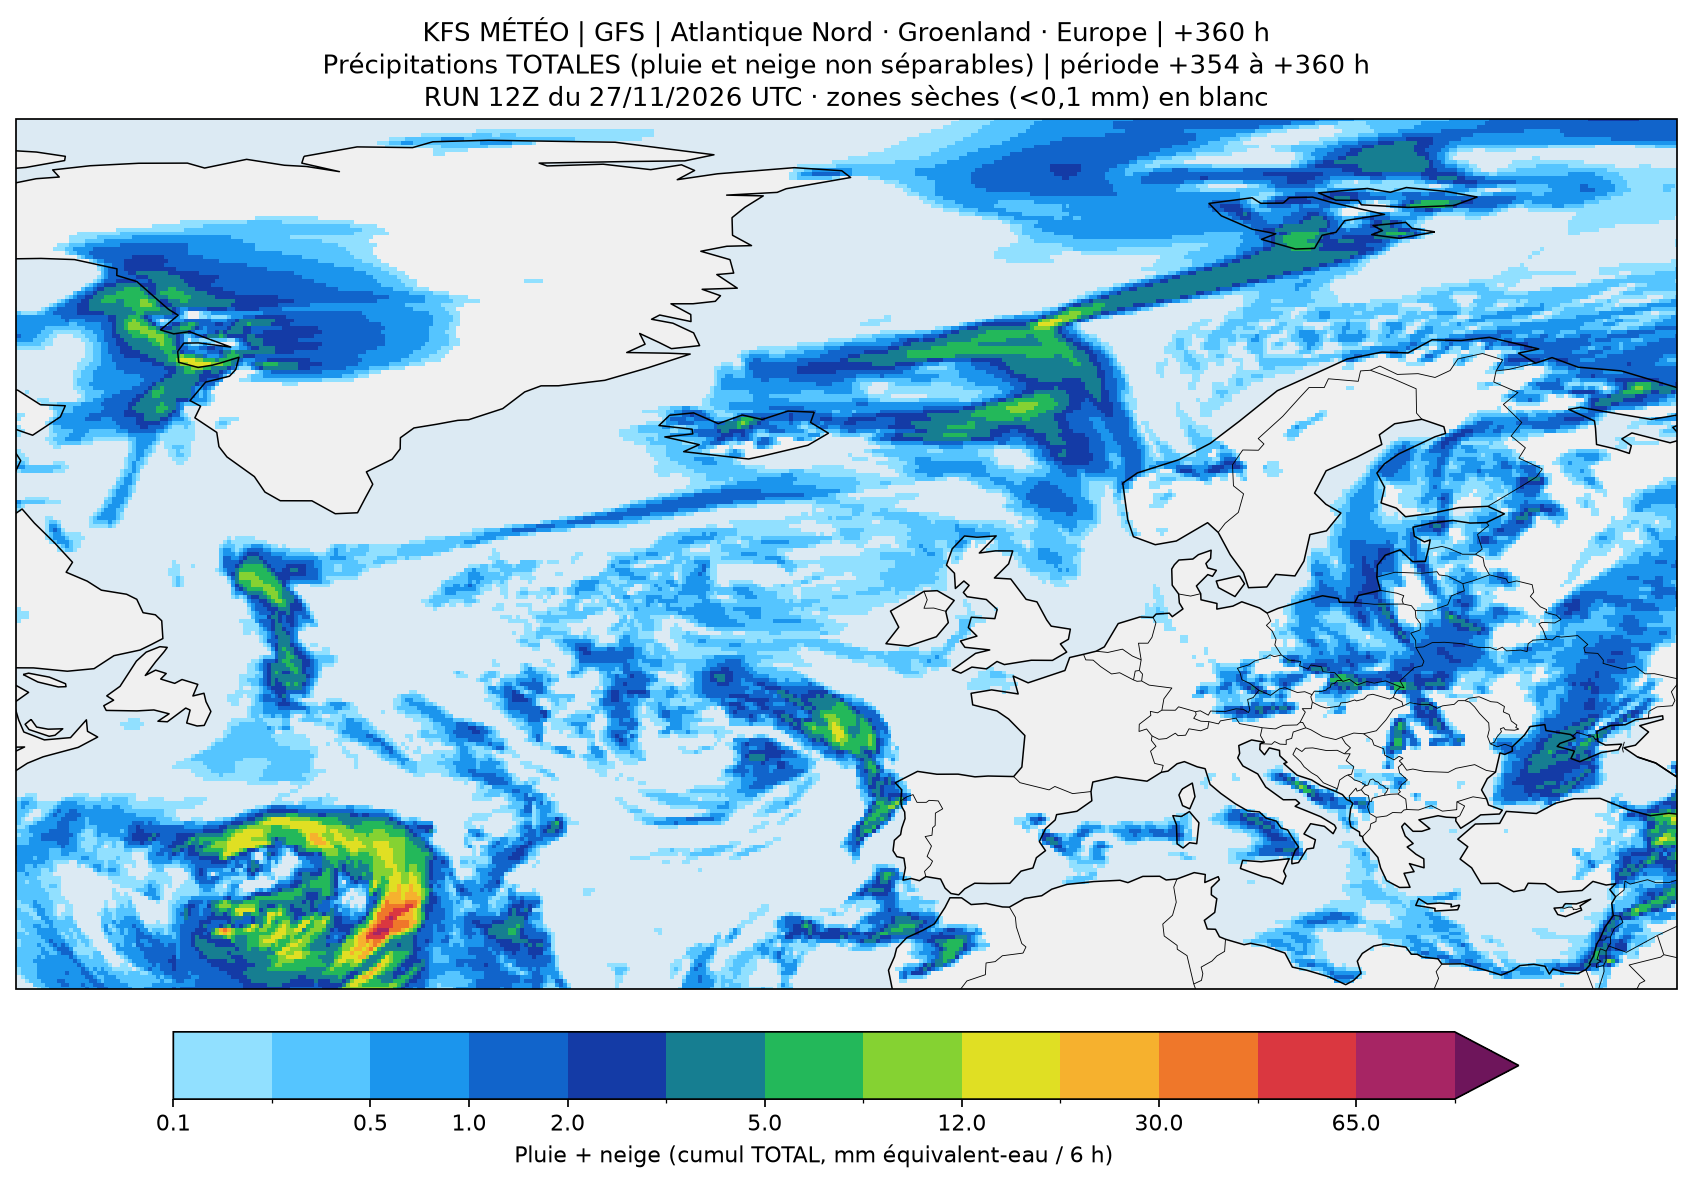 KFS MÉTÉO | GFS | Atlantique Nord · Groenland · Europe | +360 h
Précipitations TOTALES (pluie et neige non séparables) | période +354 à +360 h
RUN 12Z du 27/11/2026 UTC · zones sèches (<0,1 mm) en blanc
0.1 0.5 1.0 2.0 5.0 12.0 30.0 65.0
Pluie + neige (cumul TOTAL, mm équivalent-eau / 6 h)